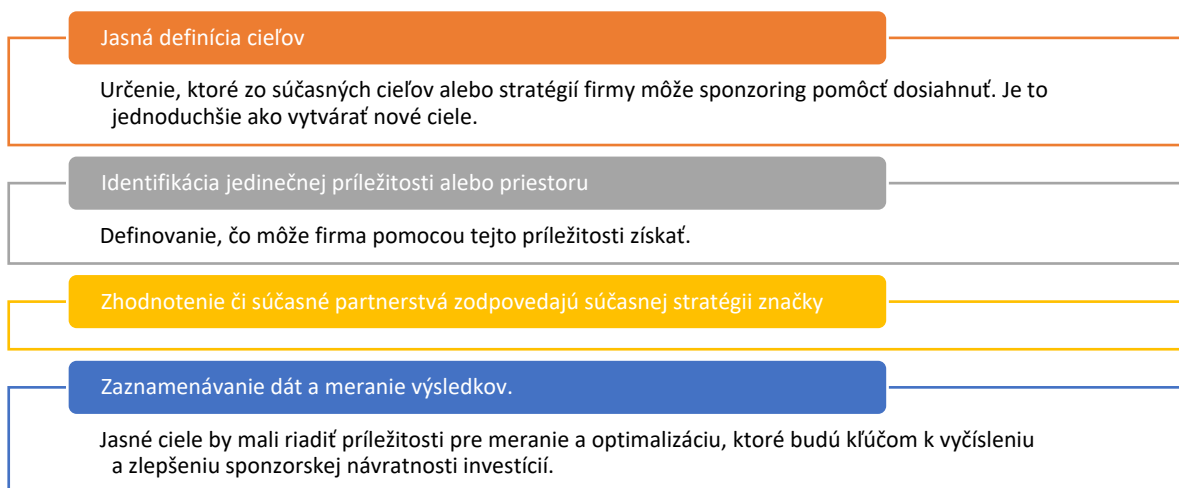 Jasná definícia cieľov
Určenie, ktoré zo súčasných cieľov alebo stratégií firmy môže sponzoring pomôcť dosiahnuť. Je to
jednoduchšie ako vytvárať nové ciele.
Identifikácia jedinečnej príležitosti alebo priestoru
Definovanie, čo môže firma pomocou tejto príležitosti získať.
Zhodnotenie či súčasné partnerstvá zodpovedajú súčasnej stratégii značky
Zaznamenávanie dát a meranie výsledkov.
Jasné ciele by mali riadiť príležitosti pre meranie a optimalizáciu, ktoré budú kľúčom k vyčísleniu
a zlepšeniu sponzorskej návratnosti investícií.